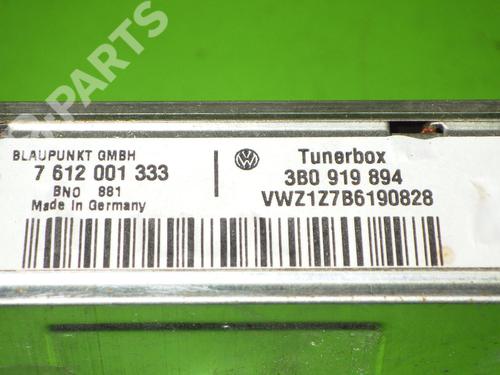 B-PARTS
BLAUPUNKT GMBH
7 612 001 333
BNO 881
Made in Germany
Tunerbox
3B0 919 894
VWZ1Z7B6190828